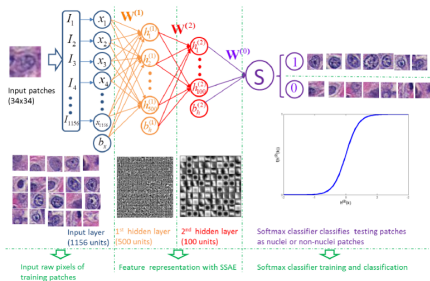 W(1)
W(2)
W(0)
I1
I2
I3
I4
I1156
x1
x2
x3
x4
x1156
bx
S
1
0
Input patches
(34x34)
Input layer
(1156 units)
1st hidden layer
(500 units)
2nd hidden layer
(100 units)
Softmax classifier classifies testing patches
as nuclei or non-nuclei patches
Input raw pixels of
training patches
Feature representation with SSAE
Softmax classifier training and classification